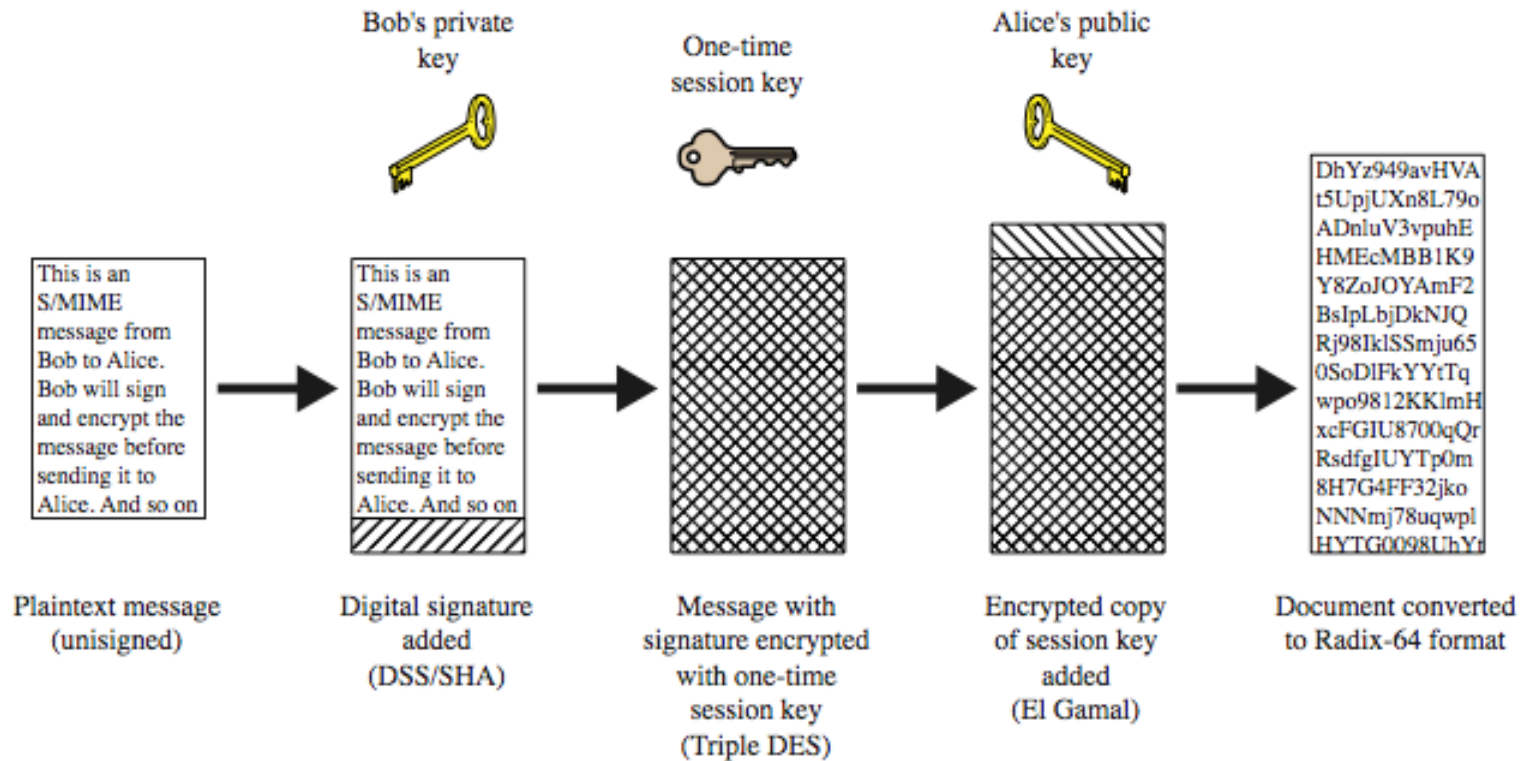 Bob's private
key
One-time
session key
Alice's public
key
This is an
S/MIME
message from
Bob to Alice.
Bob will sign
and encrypt the
message before
sending it to
Alice. And so on
This is an
S/MIME
message from
Bob to Alice.
Bob will sign
and encrypt the
message before
sending it to
Alice. And so on
DhYz949avHVA
t5UpjUXn8L79o
ADnluV3vpuhE
HMEcMBB1K9
Y8ZoJOYAmF2
BsIpLbjDkNJQ
Rj98IklSSmju65
0SoDlFkYYtTq
wpo9812KKlmH
xcFGIU8700qQr
RsdfgIUYTp0m
8H7G4FF32jko
NNNmj78uqwpl
HYTG0098UhYt
Plaintext message
(unisigned)
Digital signature
added
(DSS/SHA)
Message with
signature encrypted
with one-time
session key
(Triple DES)
Encrypted copy
of session key
added
(El Gamal)
Document converted
to Radix-64 format